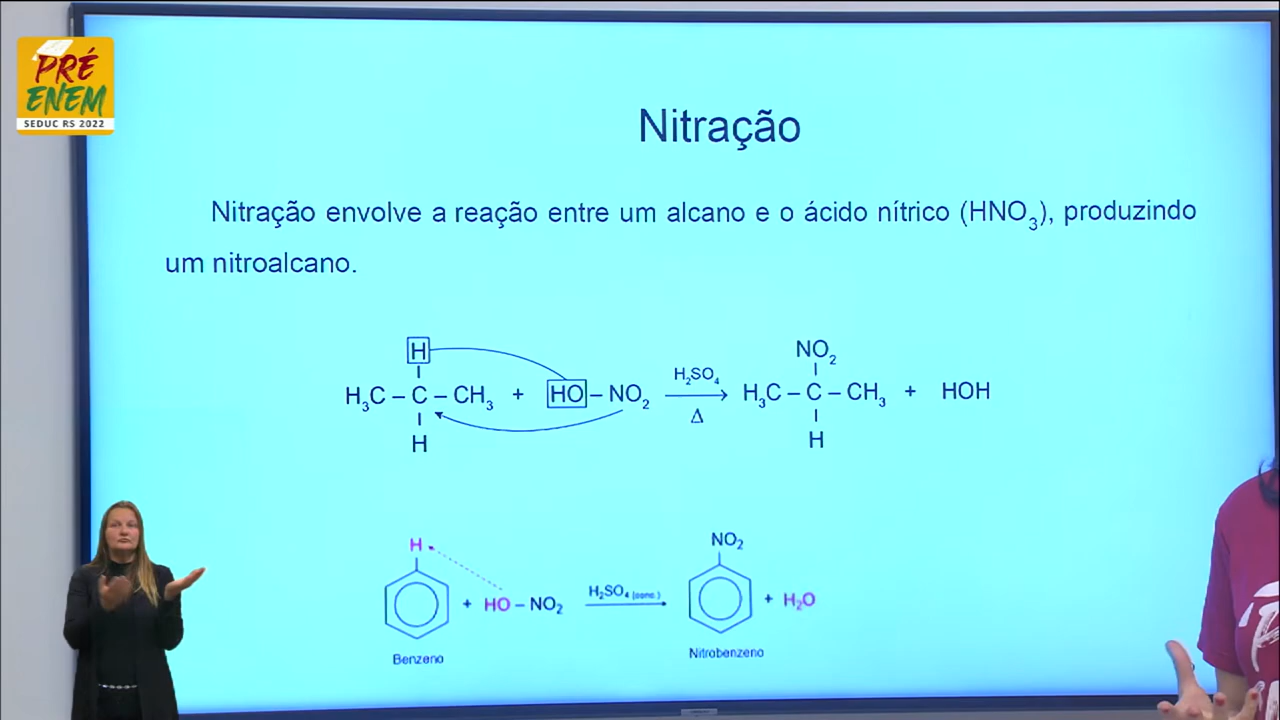 PRÉ
ENEM
SEDUC RS 2022
Nitração
Nitração envolve a reação entre um alcano e o ácido nítrico (HNO₃), produzindo
um nitroalcano.
H
H₃C – C – CH₃ + HO – NO₂
H
H₂SO₄
Δ
NO₂
H₃C – C – CH₃ + HOH
H
H
+ HO – NO₂
Benzeno
H₂SO₄ (conc.)
NO₂
+ H₂O
Nitrobenzeno